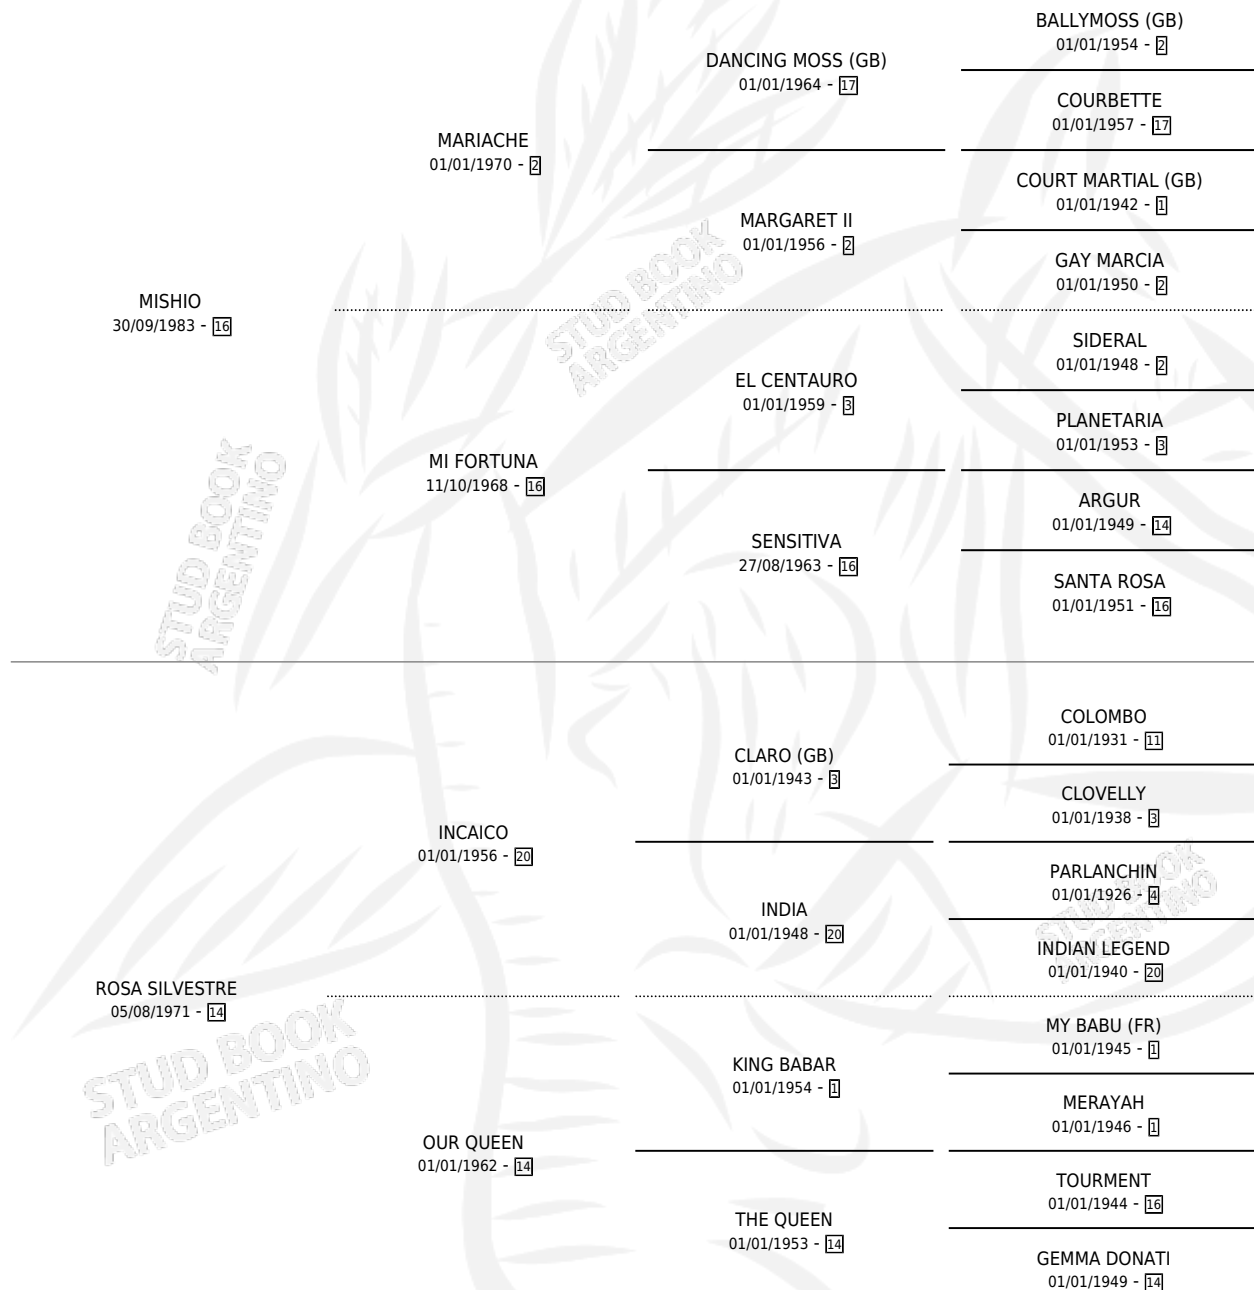 BALLYMOSS (GB)
01/01/1954 - 2
DANCING MOSS (GB)
01/01/1964 - 17
COURBETTE
01/01/1957 - 17
MARIACHE
01/01/1970 - 2
COURT MARTIAL (GB)
01/01/1942 - 1
MARGARET II
01/01/1956 - 2
GAY MARCIA
01/01/1950 - 2
MISHIO
30/09/1983 - 16
STUD BOOK
ARGENTINO
SIDERAL
01/01/1948 - 2
EL CENTAURO
01/01/1959 - 3
PLANETARIA
01/01/1953 - 3
MI FORTUNA
11/10/1968 - 16
ARGUR
01/01/1949 - 14
SENSITIVA
27/08/1963 - 16
SANTA ROSA
01/01/1951 - 16
STUD BOOK
ARGENTINO
COLOMBO
01/01/1931 - 11
CLARO (GB)
01/01/1943 - 3
CLOVELLY
01/01/1938 - 3
INCAICO
01/01/1956 - 20
PARLANCHIN
01/01/1926 - 4
INDIA
01/01/1948 - 20
INDIAN LEGEND
01/01/1940 - 20
STUD BOOK
ARGENTINO
ROSA SILVESTRE
05/08/1971 - 14
MY BABU (FR)
01/01/1945 - 1
KING BABAR
01/01/1954 - 1
MERAYAH
01/01/1946 - 1
STUD BOOK
ARGENTINO
OUR QUEEN
01/01/1962 - 14
TOURMENT
01/01/1944 - 16
THE QUEEN
01/01/1953 - 14
GEMMA DONATI
01/01/1949 - 14